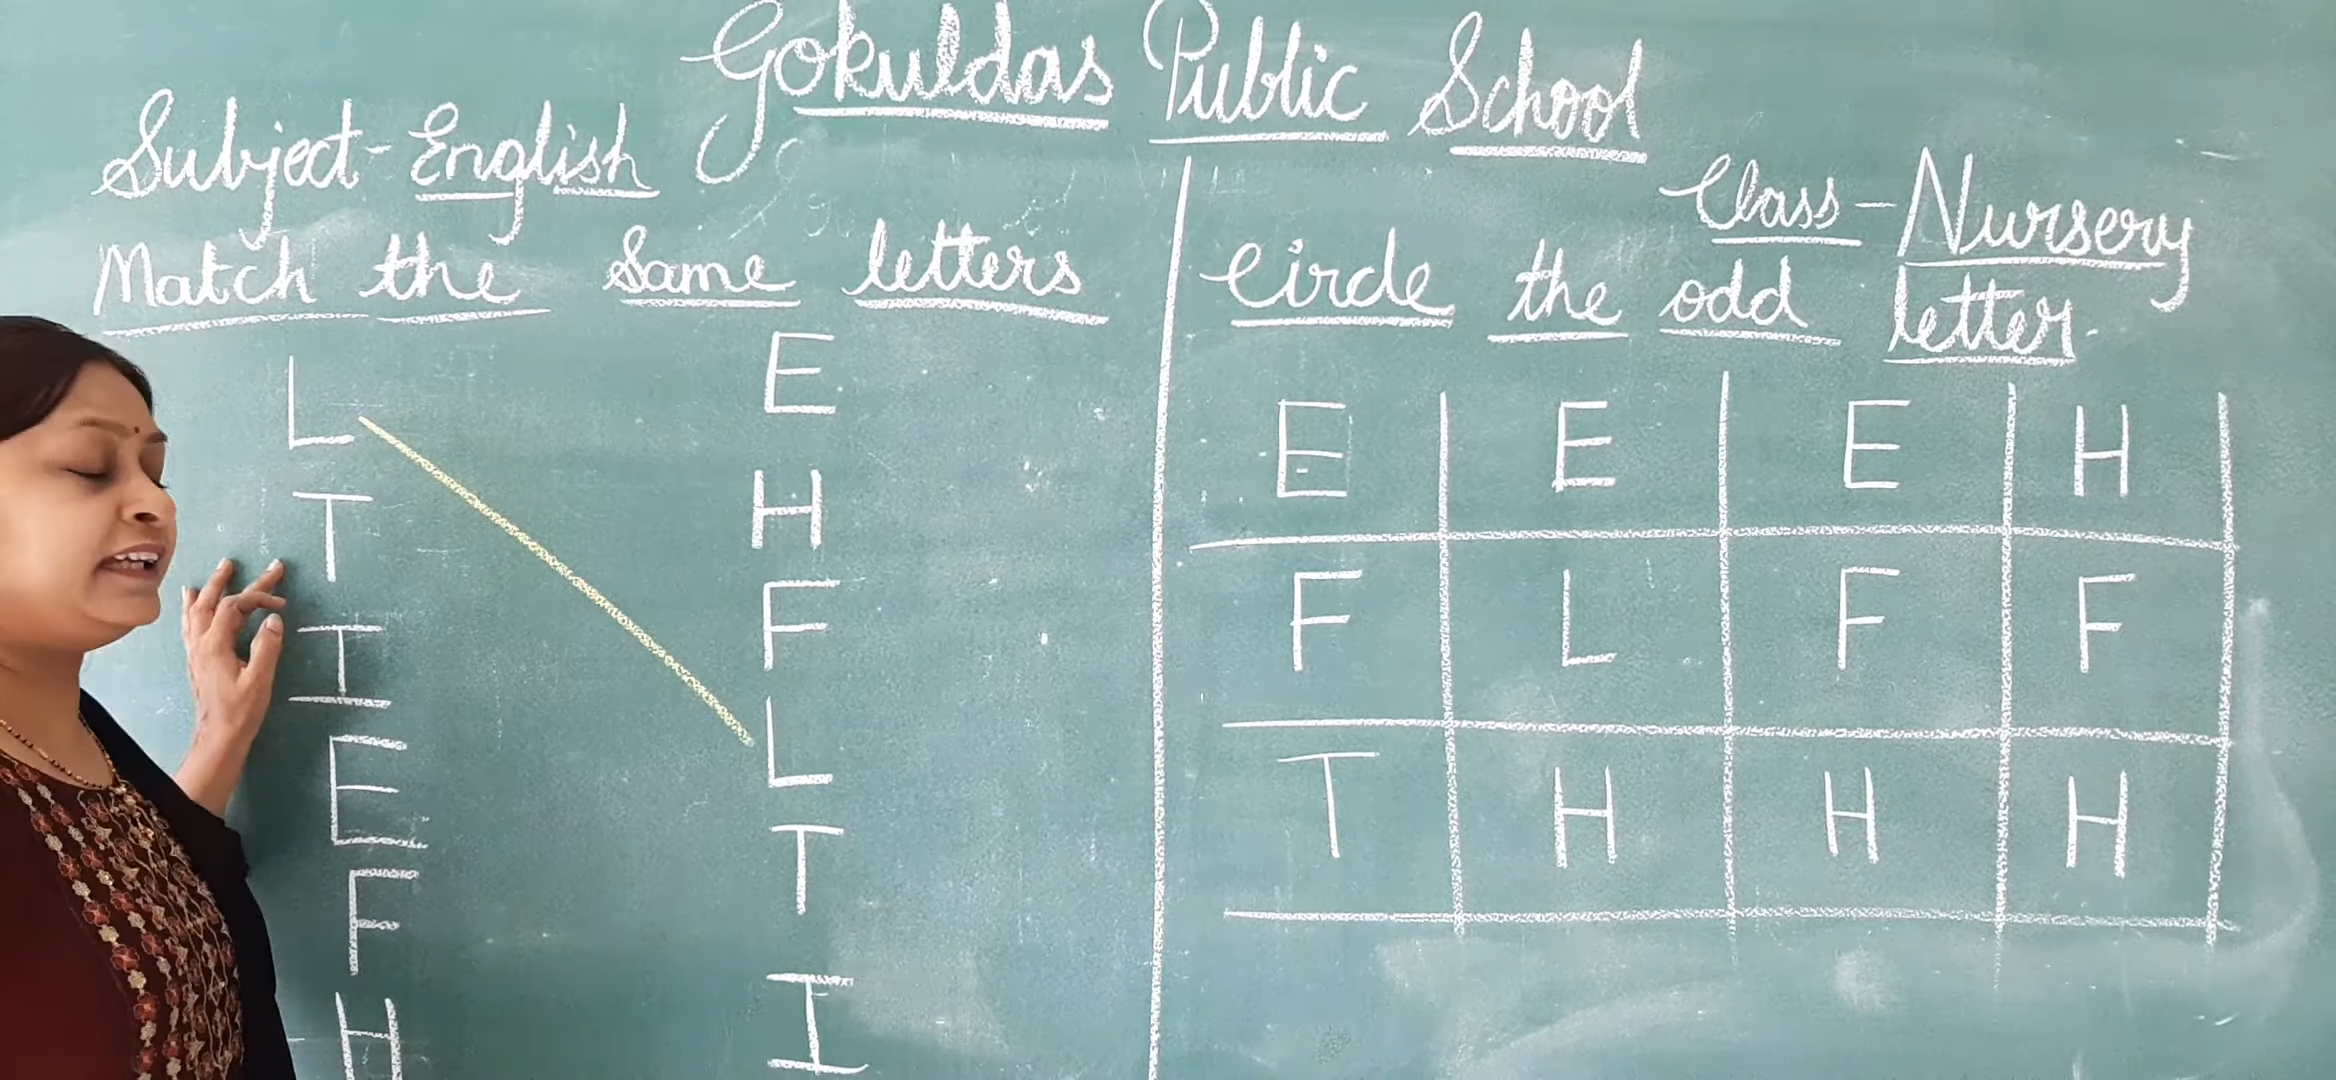 Gokuldas Public School
Subject-English
Class-Nursery
Match the Same letters
L E
T H
I F
E L
F T
H I
Circle the odd letter.
E E E H
F L F F
T H H H